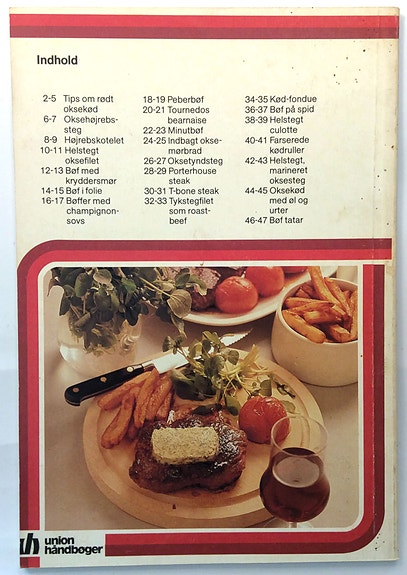 Indhold
2-5 Tips om rødt
oksekød
6-7 Oksehøjrebs-
steg
8-9 Højrebskotelet
10-11 Helstegt
oksefilet
12-13 Bøf med
kryddersmør
14-15 Bøf i folie
16-17 Bøffer med
champignon-
sovs
18-19 Peberbøf
20-21 Tournedos
bearnaise
22-23 Minutbøf
24-25 Indbagt okse-
mørbrad
26-27 Oksetyndsteg
28-29 Porterhouse
steak
30-31 T-bone steak
32-33 Tykstegfilet
som roast-
beef
34-35 Kød-fondue
36-37 Bøf på spid
38-39 Helstegt
culotte
40-41 Farserede
kødruller
42-43 Helstegt,
marineret
oksesteg
44-45 Oksekød
med øl og
urter
46-47 Bøf tatar
uh union
håndbøger